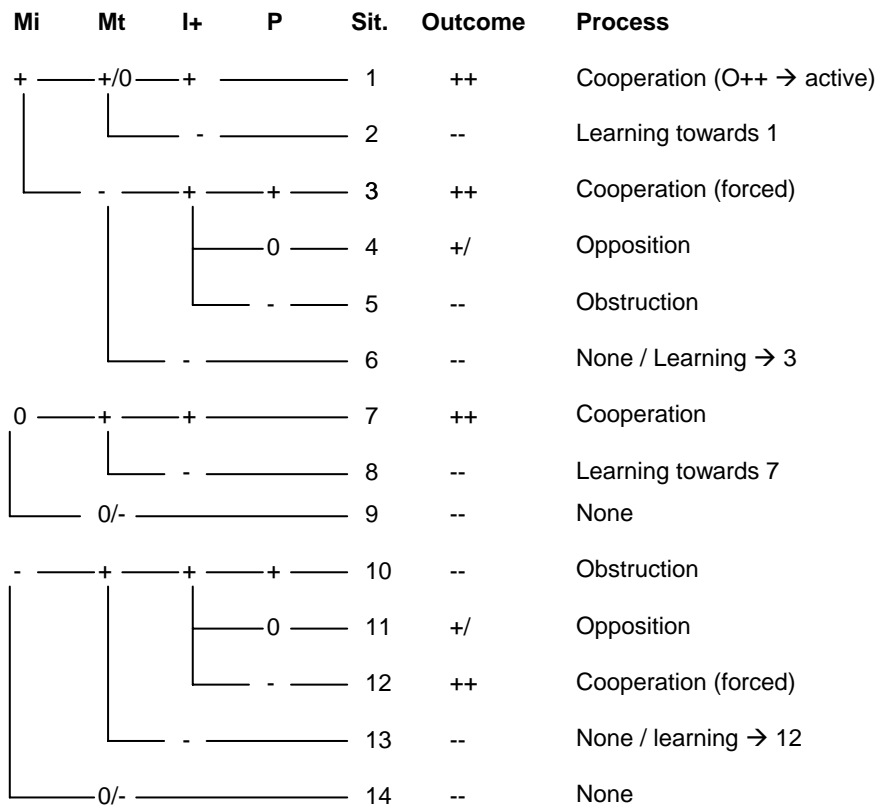 Mi Mt I+ P Sit. Outcome Process
+ +/0 + 1 ++ Cooperation (O++ → active)
- 2 -- Learning towards 1
- + + 3 ++ Cooperation (forced)
0 4 +/ Opposition
- 5 -- Obstruction
- 6 -- None / Learning → 3
0 + + 7 ++ Cooperation
- 8 -- Learning towards 7
0/- 9 -- None
- + + + 10 -- Obstruction
0 11 +/ Opposition
- 12 ++ Cooperation (forced)
- 13 -- None / learning → 12
0/- 14 -- None